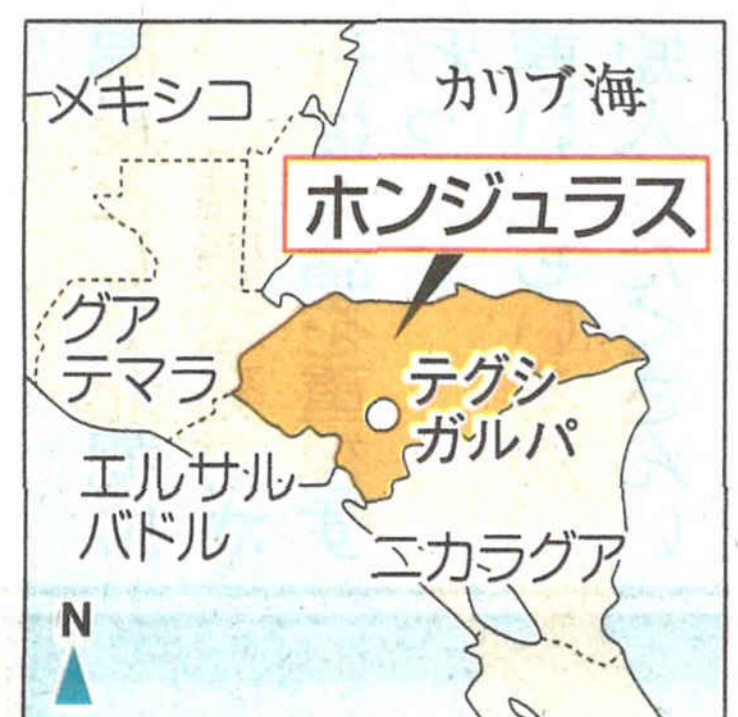 メキシコ
カリブ海
ホンジュラス
グア
テマラ
テグシ
ガルパ
エルサル
バドル
ニカラグア
N